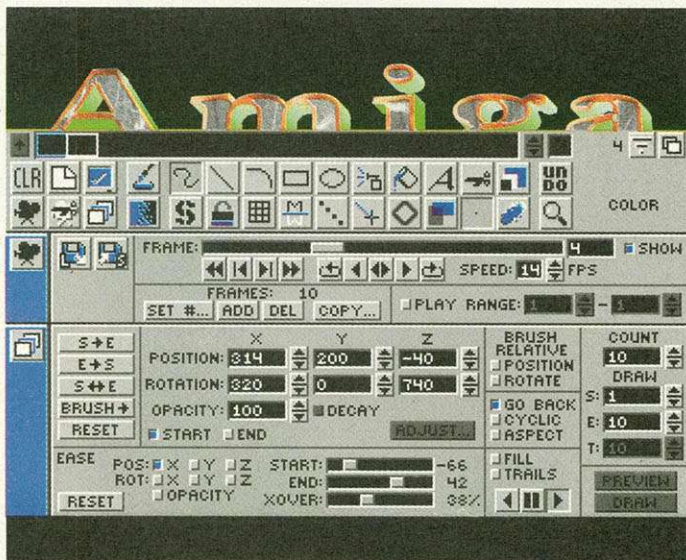 Amiga
4
CLR UN DO
$ COLOR
FRAME: 4 SHOW
SPEED: 14 FPS
FRAMES: 10
SET #... ADD DEL COPY... PLAY RANGE: 1 - 1
X Y Z BRUSH RELATIVE COUNT
S→E POSITION: 314 200 -40 POSITION 10
E→S ROTATION: 320 0 740 ROTATE DRAW
S↔E OPACITY: 100 DECAY GO BACK S: 1
BRUSH→ START END ADJUST... CYCLIC E: 10
RESET ASPECT T: 10
EASE POS: X Y Z START: -66 FILL
ROT: X Y Z END: 42 TRAILS PREVIEW
RESET OPACITY XOVER: 38% DRAW